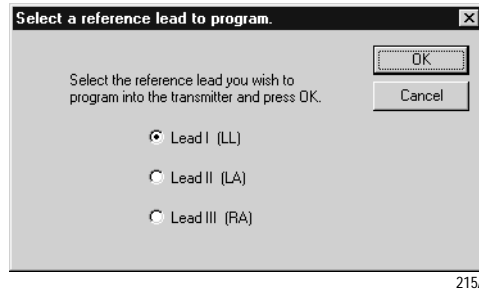 Select a reference lead to program.
OK
Select the reference lead you wish to
program into the transmitter and press OK.
Cancel
Lead I (LL)
Lead II (LA)
Lead III (RA)